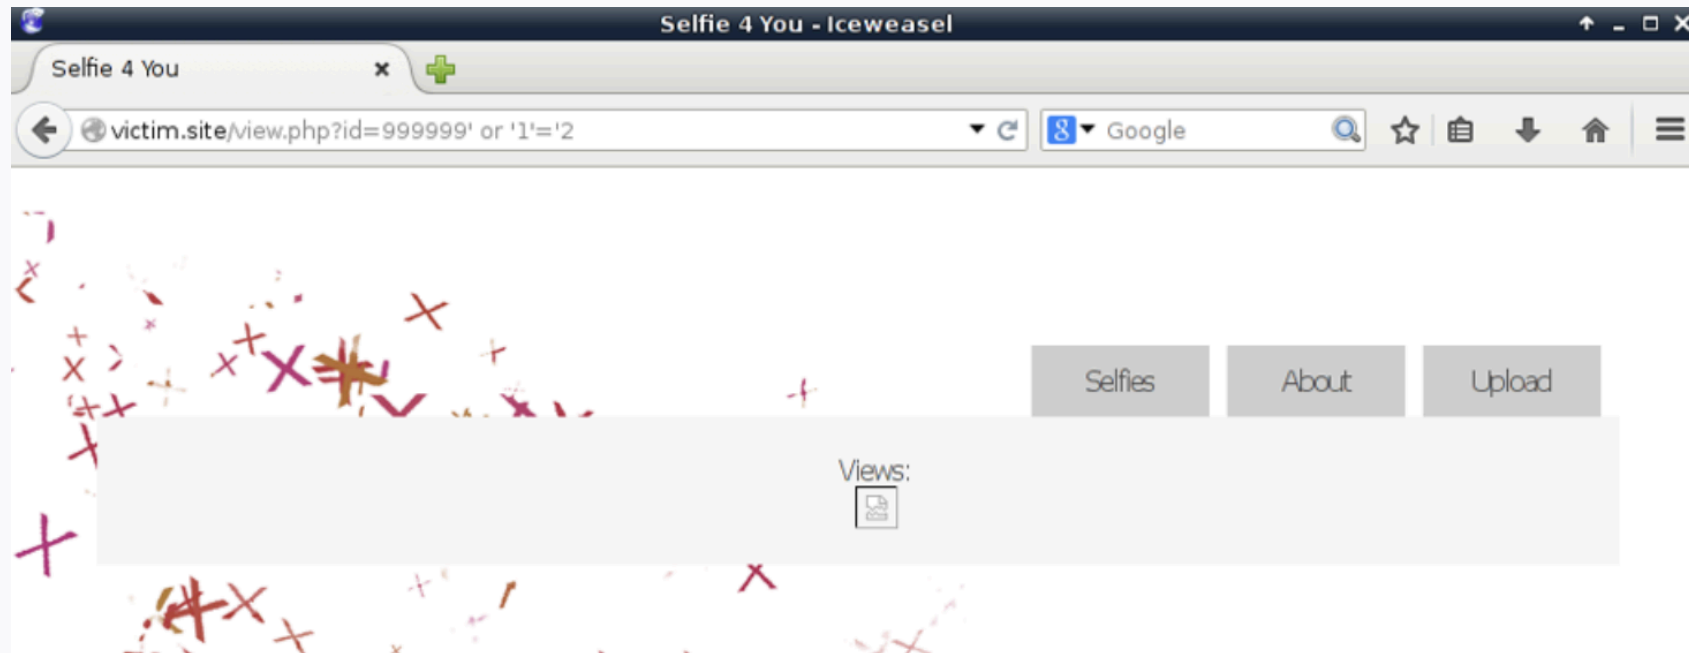 Selfie 4 You - Iceweasel
Selfie 4 You
victim.site/view.php?id=999999' or '1'='2
8
Google
Selfies
About
Upload
Views: